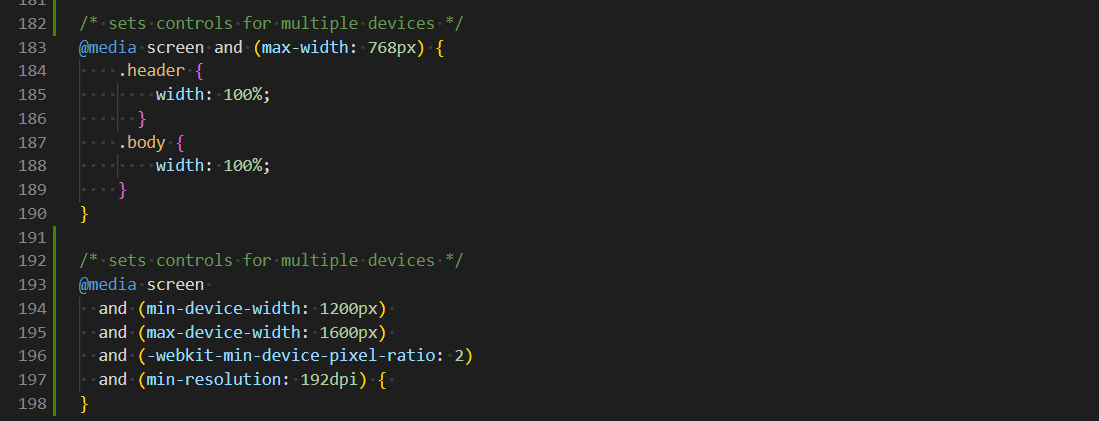 181
182 /* sets controls for multiple devices */
183 @media screen and (max-width: 768px) {
184     .header {
185         width: 100%;
186       }
187     .body {
188         width: 100%;
189     }
190 }
191
192 /* sets controls for multiple devices */
193 @media screen
194   and (min-device-width: 1200px)
195   and (max-device-width: 1600px)
196   and (-webkit-min-device-pixel-ratio: 2)
197   and (min-resolution: 192dpi) {
198 }